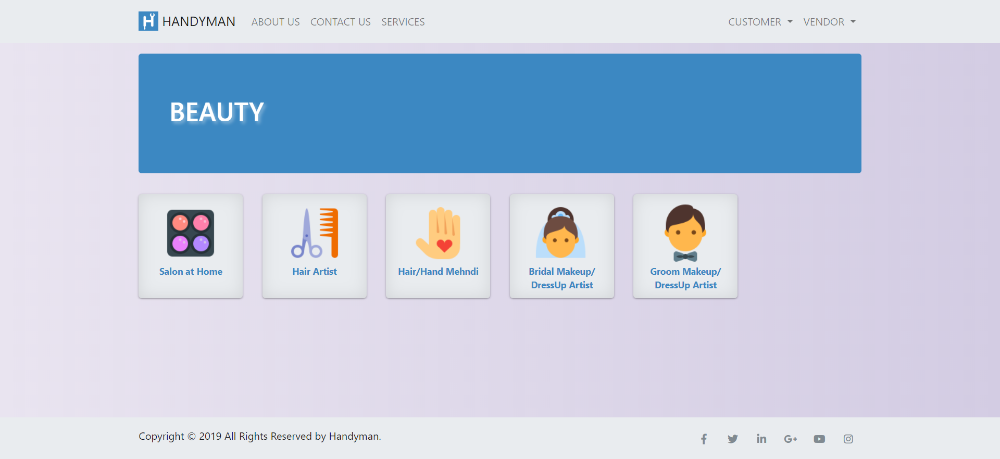 HANDYMAN ABOUT US CONTACT US SERVICES CUSTOMER VENDOR
BEAUTY
Salon at Home
Hair Artist
Hair/Hand Mehndi
Bridal Makeup/
DressUp Artist
Groom Makeup/
DressUp Artist
Copyright © 2019 All Rights Reserved by Handyman.